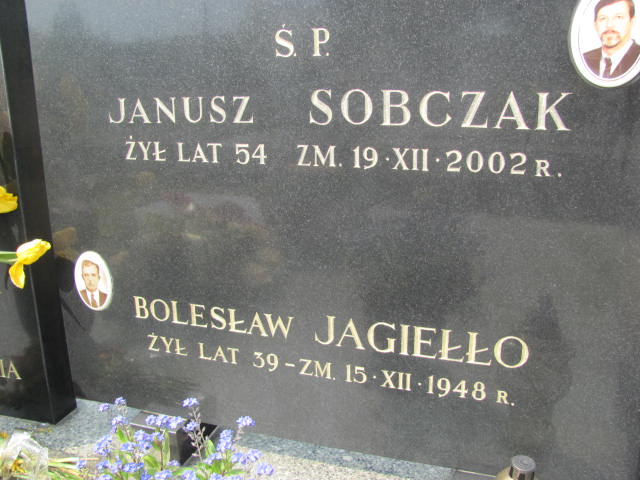 Ś. P.
JANUSZ SOBCZAK
ŻYŁ LAT 54 ZM. 19·XII·2002 R.
BOLESŁAW JAGIEŁŁO
ŻYŁ LAT 39 – ZM. 15·XII·1948 R.